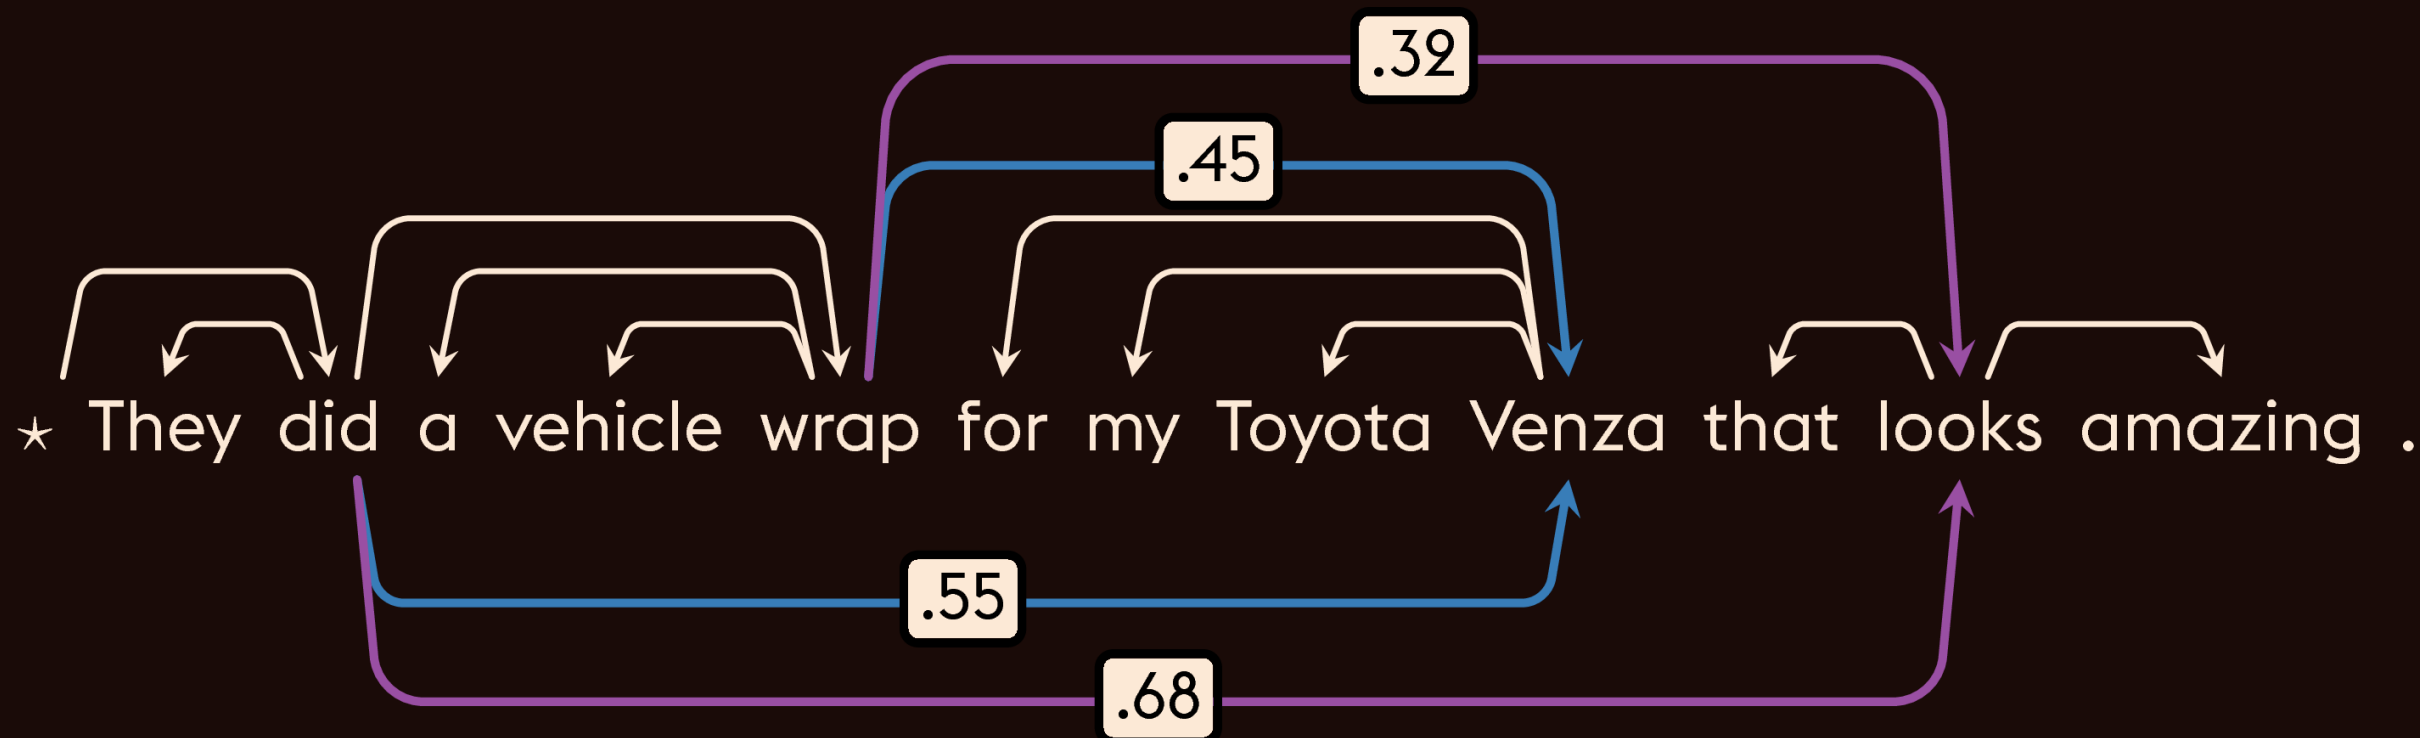 .32
.45
* They did a vehicle wrap for my Toyota Venza that looks amazing .
.55
.68